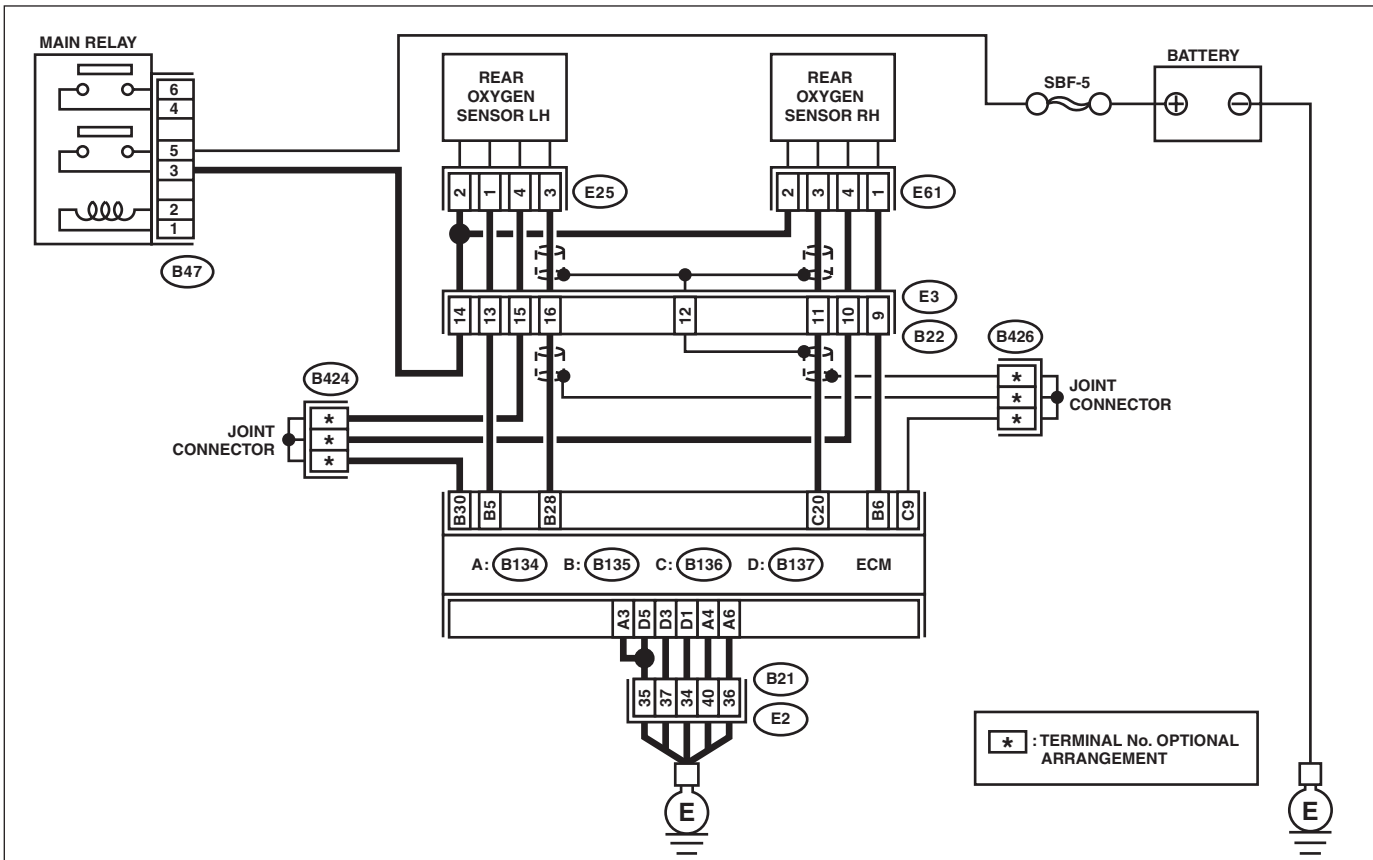 MAIN RELAY
6
4
5
3
2
1
B47
REAR
OXYGEN
SENSOR LH
REAR
OXYGEN
SENSOR RH
SBF-5
BATTERY
+ −
2 1 4 3
E25
2 3 4 1
E61
14 13 15 16 12 11 10 9
E3
B22
B424
*
*
*
JOINT
CONNECTOR
B426
*
*
*
JOINT
CONNECTOR
B30 B5 B28 C20 B6 C9
A: B134 B: B135 C: B136 D: B137 ECM
A3 D5 D3 D1 A4 A6
35 37 34 40 36
B21
E2
E
* : TERMINAL No. OPTIONAL
ARRANGEMENT
E